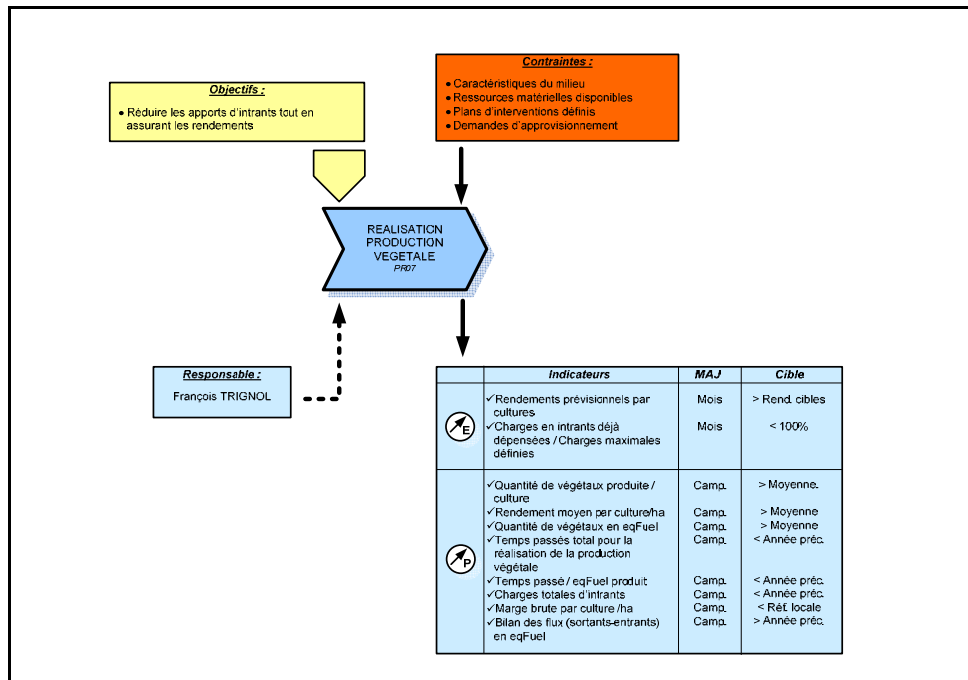 Objectifs :
• Réduire les apports d'intrants tout en
assurant les rendements
Contraintes :
• Caractéristiques du milieu
• Ressources matérielles disponibles
• Plans d'interventions définis
• Demandes d'approvisionnement
REALISATION
PRODUCTION
VEGETALE
PR07
Responsable :
François TRIGNOL
Indicateurs MAJ Cible
E
✓Rendements prévisionnels par Mois > Rend. cibles
cultures
✓Charges en intrants déjà Mois < 100%
dépensées / Charges maximales
définies
P
✓Quantité de végétaux produite / Camp. > Moyenne.
culture
✓Rendement moyen par culture/ha Camp. > Moyenne
✓Quantité de végétaux en eqFuel Camp. > Moyenne
✓Temps passés total pour la Camp. < Année préc.
réalisation de la production
végétale
✓Temps passé / eqFuel produit Camp. < Année préc.
✓Charges totales d'intrants Camp. < Année préc.
✓Marge brute par culture /ha Camp. < Réf. locale
✓Bilan des flux (sortants-entrants) Camp. > Année préc.
en eqFuel